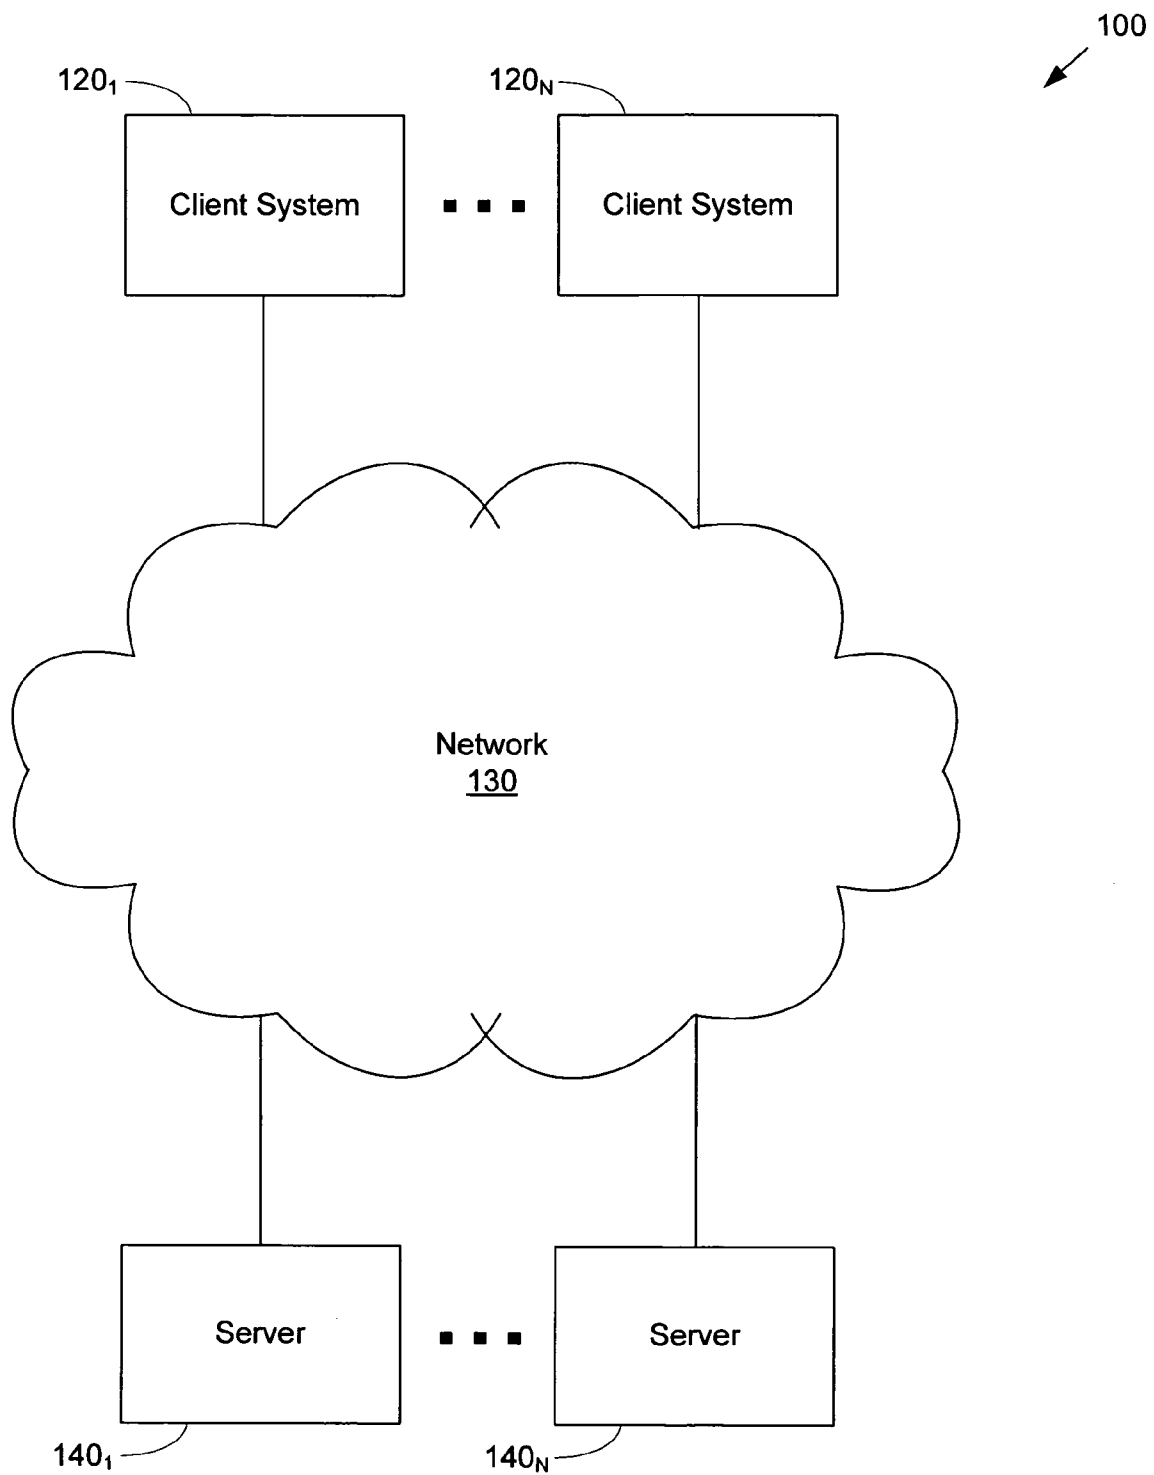 100
120₁
120N
Client System
Client System
Network
130
Server
Server
140₁
140N